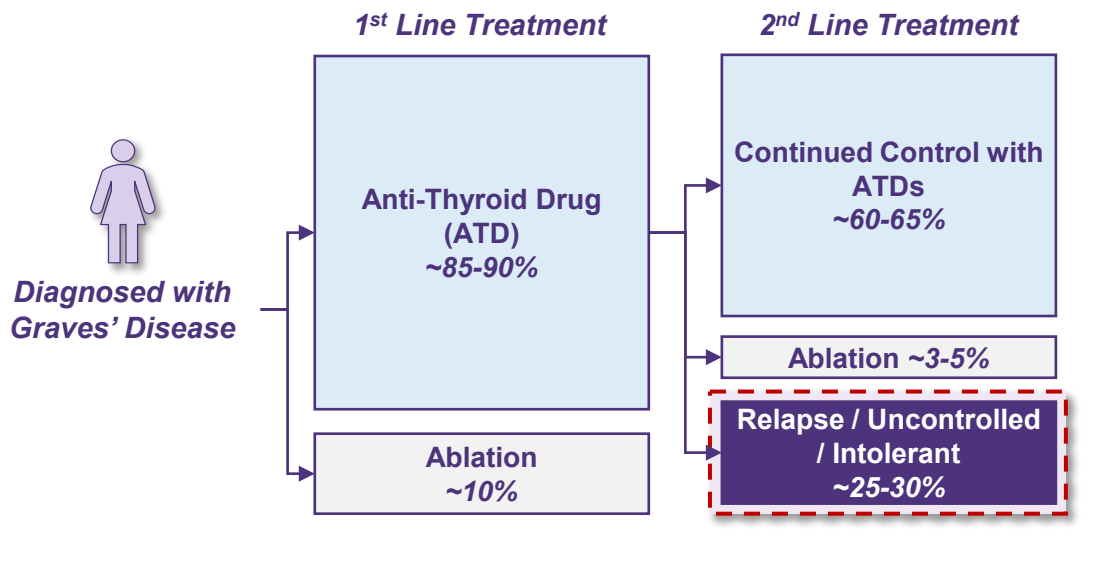 1st Line Treatment
2nd Line Treatment
Diagnosed with
Graves’ Disease
Anti-Thyroid Drug
(ATD)
~85-90%
Ablation
~10%
Continued Control with
ATDs
~60-65%
Ablation ~3-5%
Relapse / Uncontrolled
/ Intolerant
~25-30%